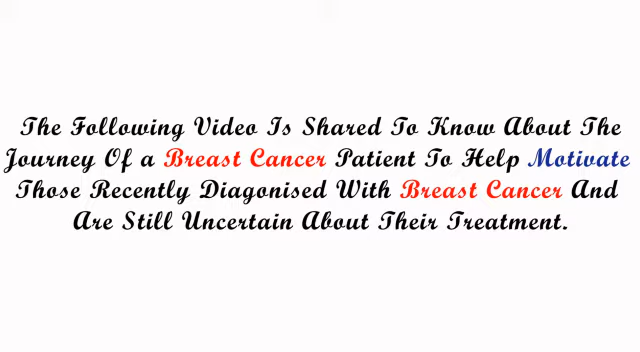 The Following Video Is Shared To Know About The
Journey Of a Breast Cancer Patient To Help Motivate
Those Recently Diagonised With Breast Cancer And
Are Still Uncertain About Their Treatment.